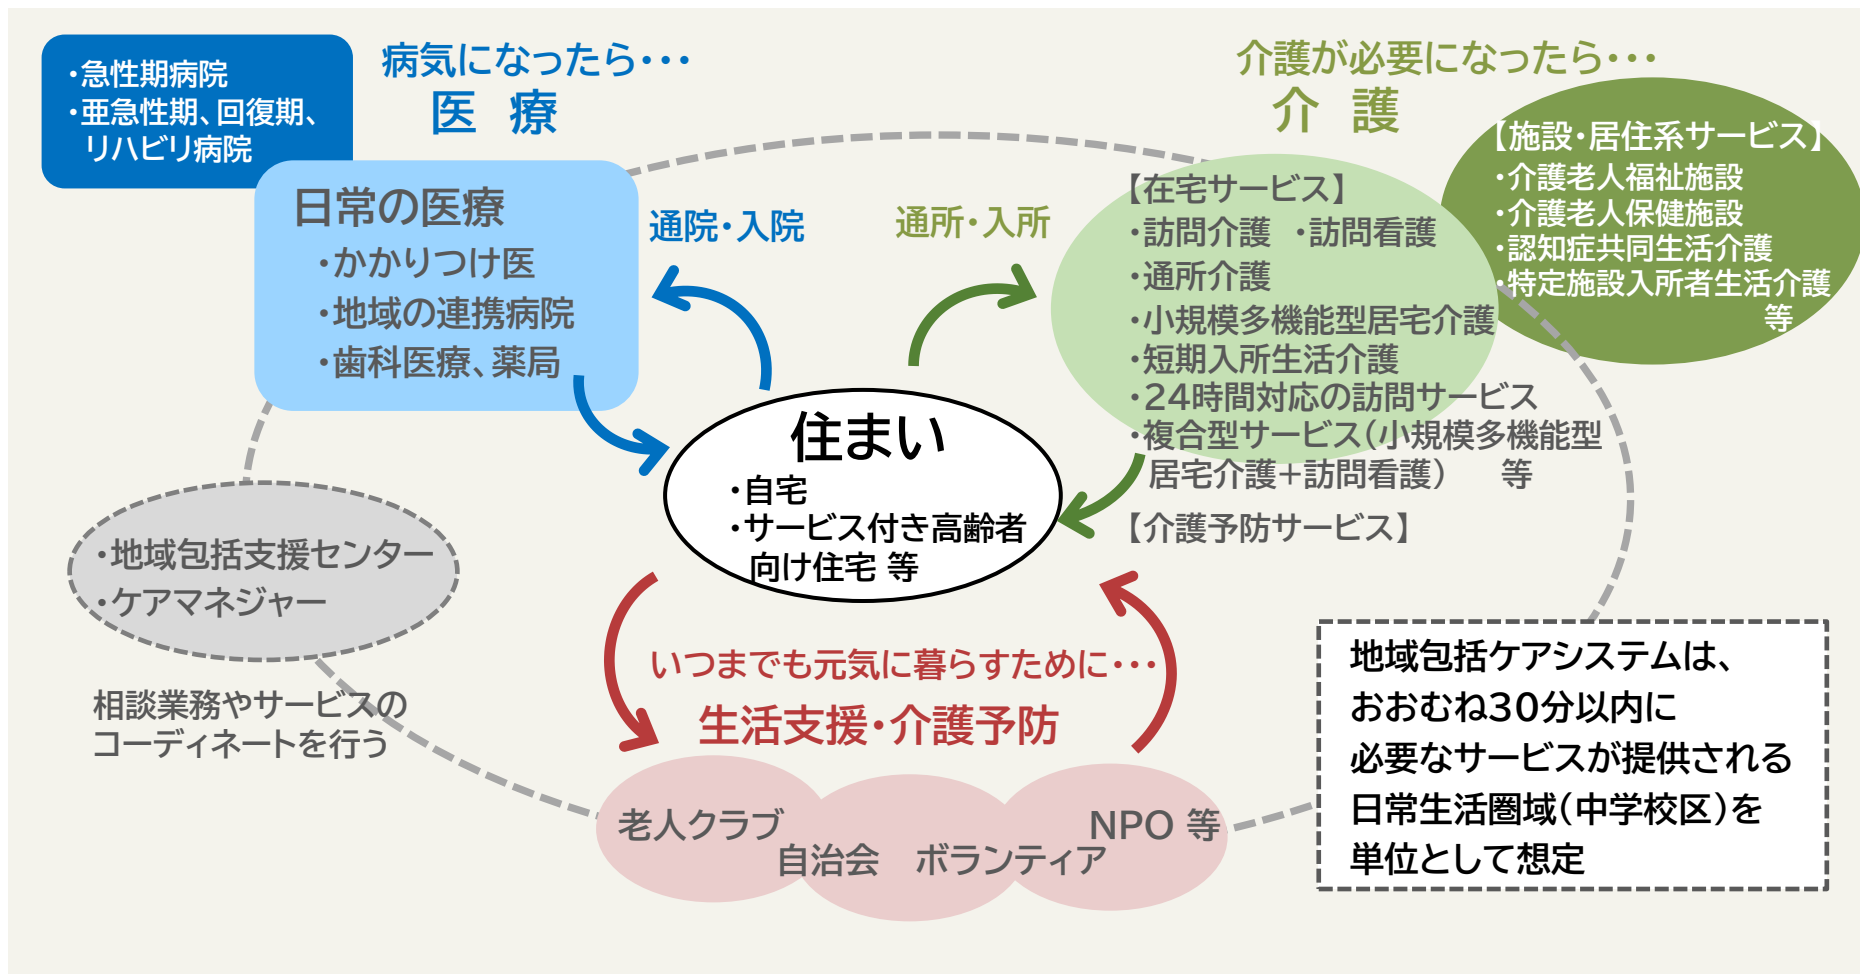 ・急性期病院
・亜急性期、回復期、
リハビリ病院
病気になったら・・・
医 療
日常の医療
・かかりつけ医
・地域の連携病院
・歯科医療、薬局
通院・入院
通所・入所
介護が必要になったら・・・
介 護
【在宅サービス】
・訪問介護 ・訪問看護
・通所介護
・小規模多機能型居宅介護
・短期入所生活介護
・24時間対応の訪問サービス
・複合型サービス(小規模多機能型
居宅介護+訪問看護) 等
【介護予防サービス】
【施設・居住系サービス】
・介護老人福祉施設
・介護老人保健施設
・認知症共同生活介護
・特定施設入所者生活介護
等
住まい
・自宅
・サービス付き高齢者
向け住宅 等
・地域包括支援センター
・ケアマネジャー
相談業務やサービスの
コーディネートを行う
いつまでも元気に暮らすために・・・
生活支援・介護予防
老人クラブ
自治会 ボランティア
NPO 等
地域包括ケアシステムは、
おおむね30分以内に
必要なサービスが提供される
日常生活圏域(中学校区)を
単位として想定